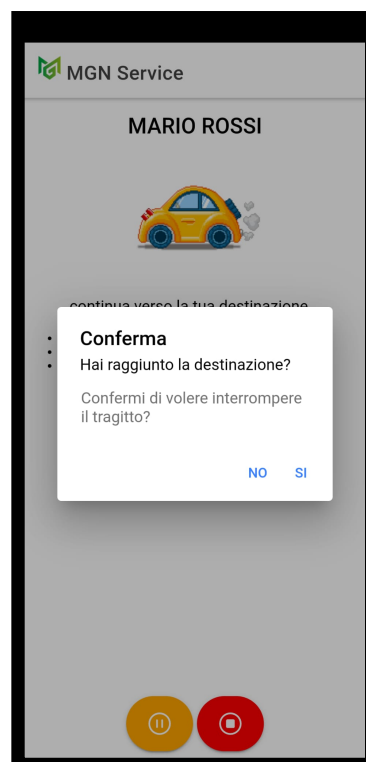 MGN Service
MARIO ROSSI
continua verso la tua destinazione
Conferma
Hai raggiunto la destinazione?
Confermi di volere interrompere
il tragitto?
NO SI